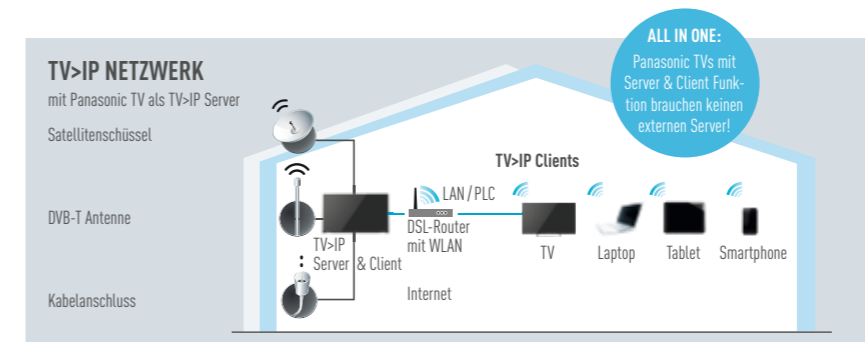 TV>IP NETZWERK
mit Panasonic TV als TV>IP Server
Satellitenschüssel
DVB-T Antenne
Kabelanschluss
ALL IN ONE:
Panasonic TVs mit
Server & Client Funk-
tion brauchen keinen
externen Server!
TV>IP Clients
LAN / PLC
TV>IP
Server & Client
DSL-Router
mit WLAN
Internet
TV
Laptop
Tablet
Smartphone